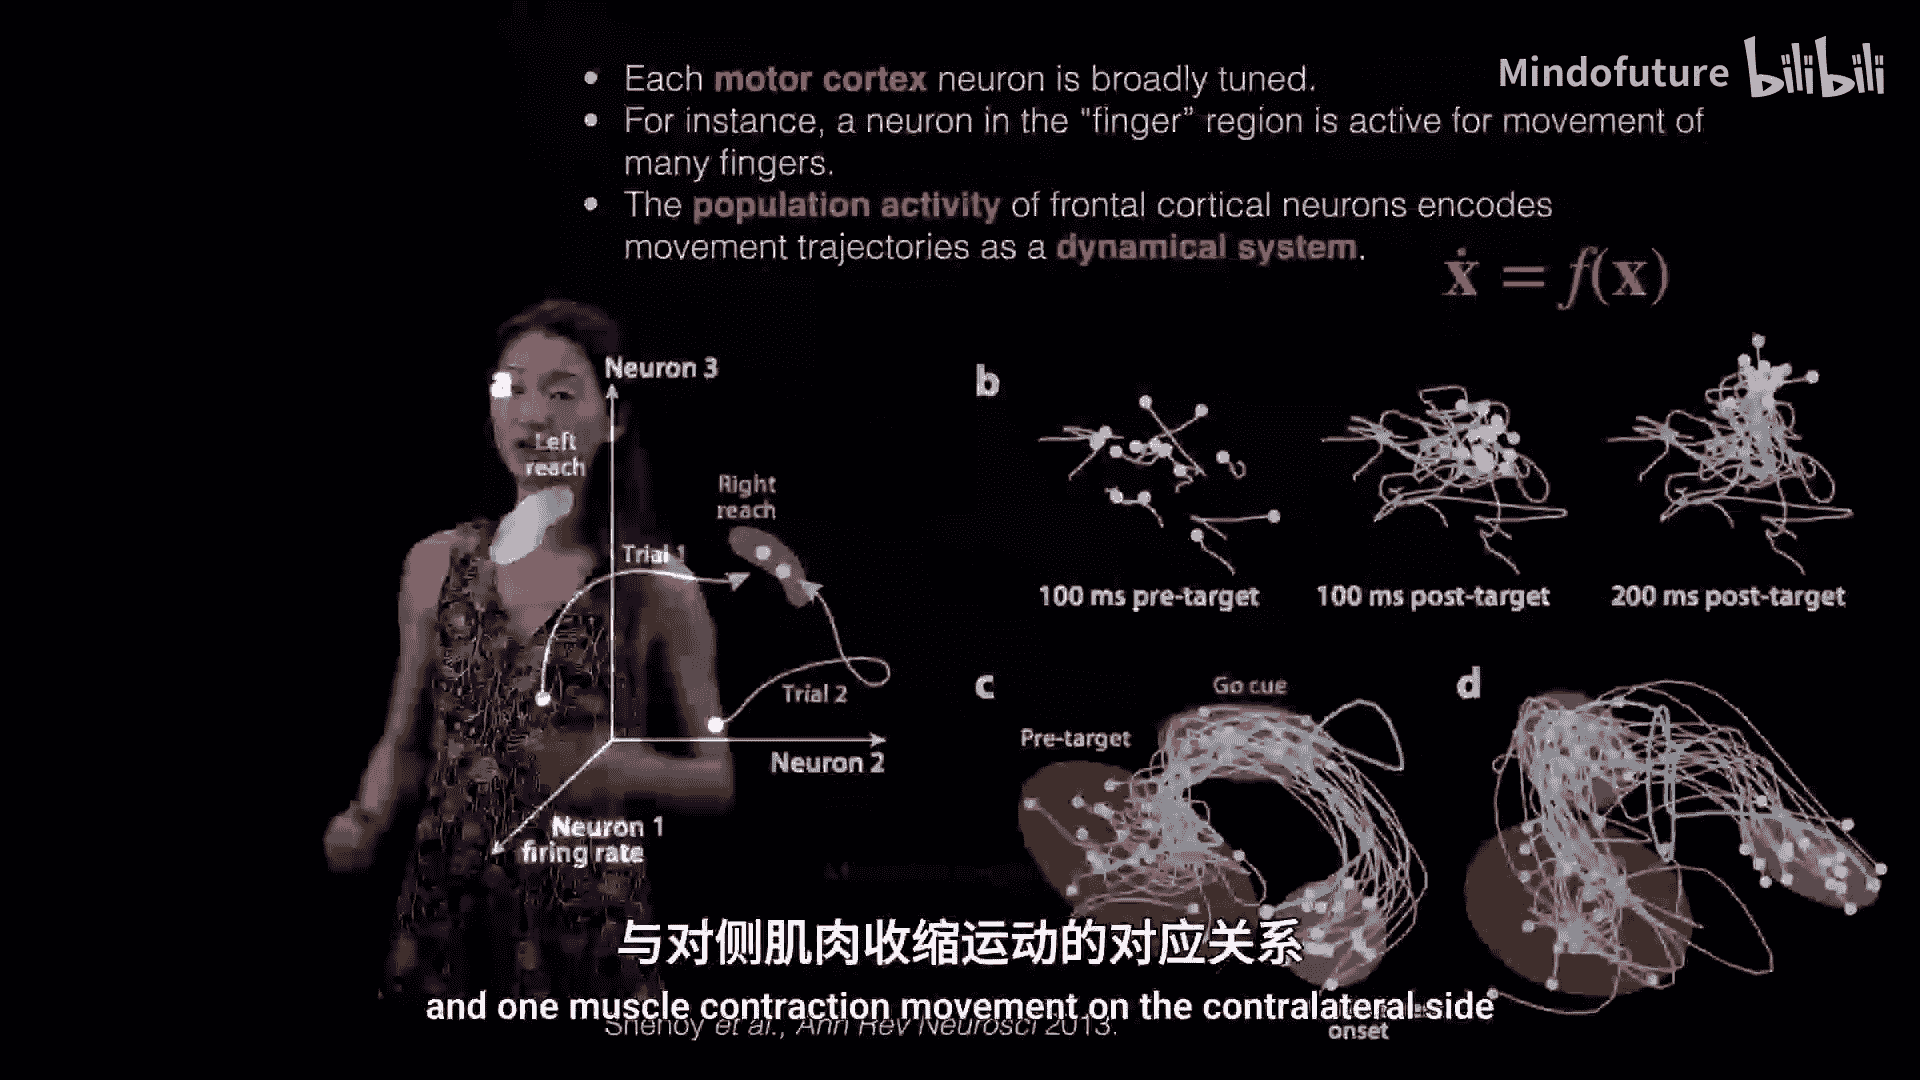 Mindofuture bilibili
• Each motor cortex neuron is broadly tuned.
• For instance, a neuron in the "finger” region is active for movement of
many fingers.
• The population activity of frontal cortical neurons encodes
movement trajectories as a dynamical system.
ẋ = f(x)
a
Neuron 3
Left
reach
Right
reach
Trial 1
Trial 2
Neuron 2
Neuron 1
firing rate
b
100 ms pre-target
100 ms post-target
200 ms post-target
c
Go cue
Pre-target
onset
d
与对侧肌肉收缩运动的对应关系
and one muscle contraction movement on the contralateral side
Shenoy et al., Ann Rev Neurosci 2013.